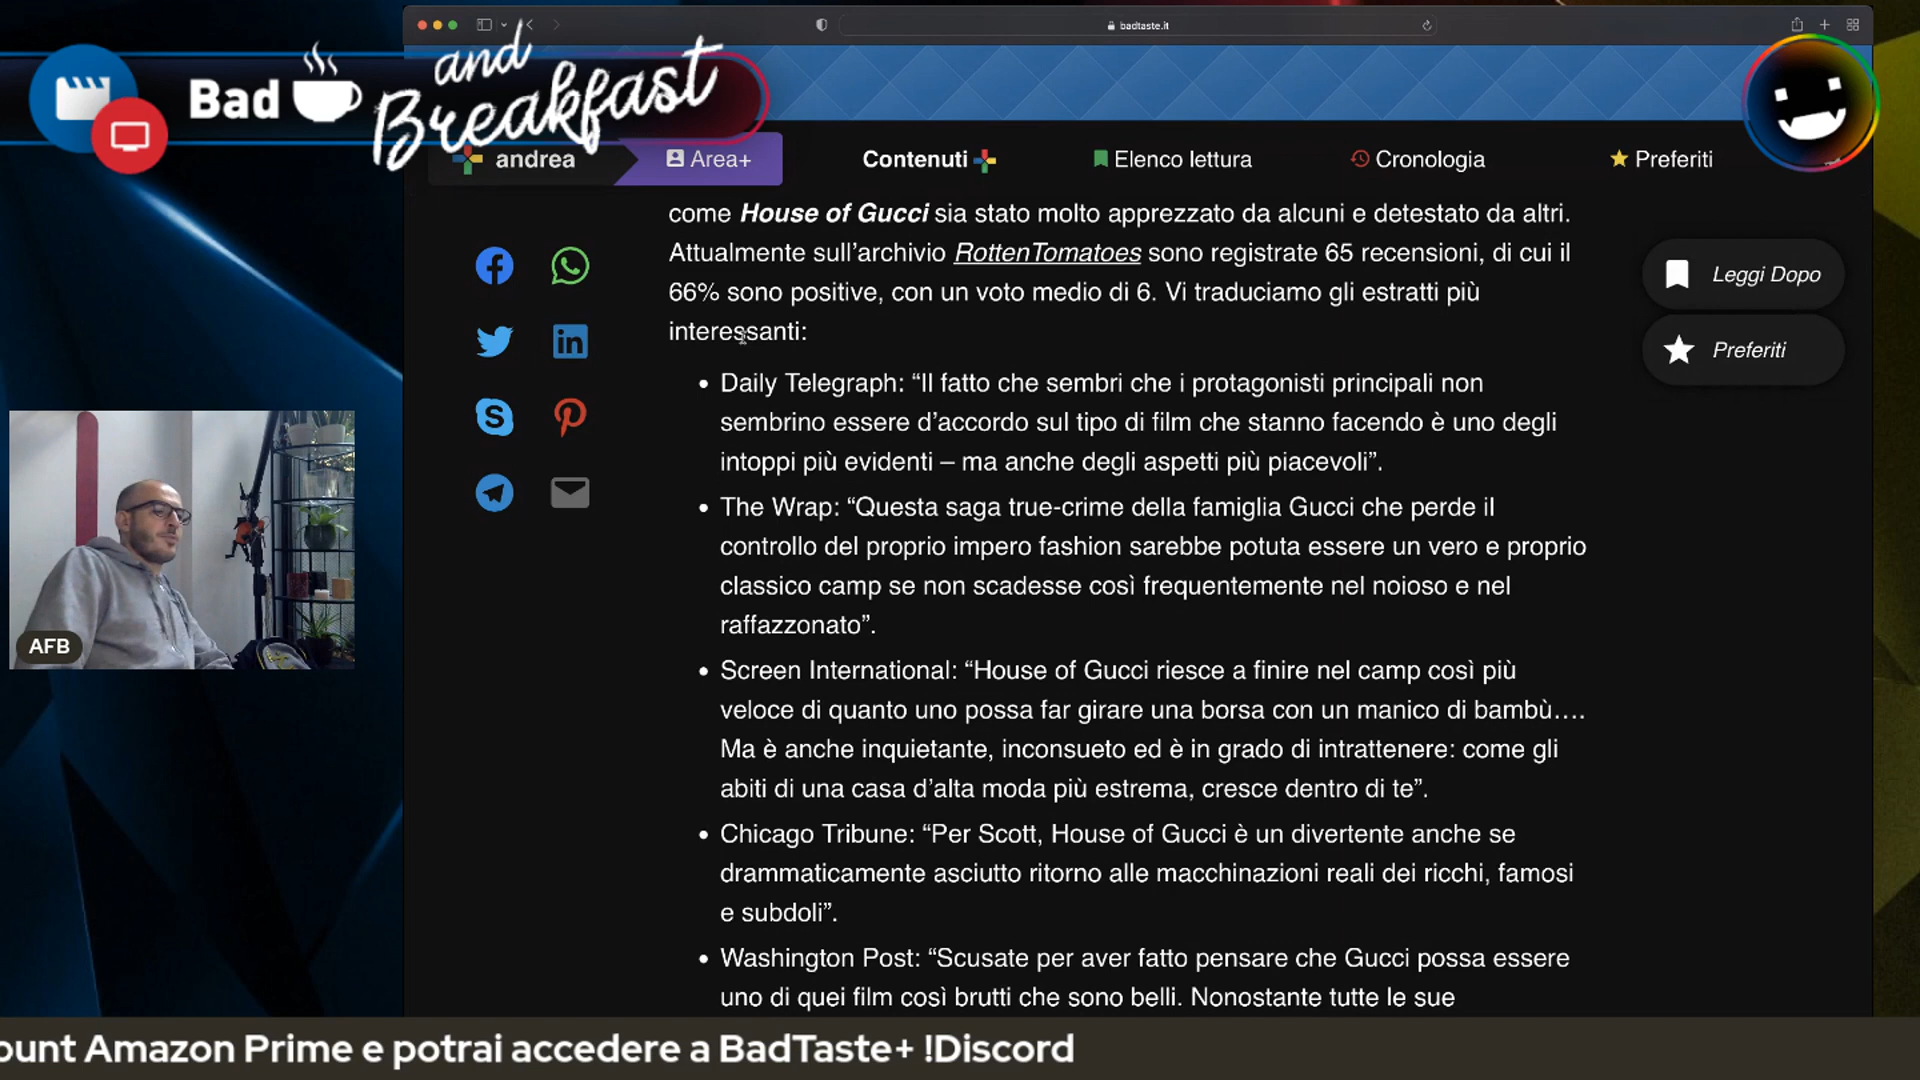 badtaste.it
Bad and Breakfast
andrea
Area+
Contenuti
Elenco lettura
Cronologia
Preferiti
come House of Gucci sia stato molto apprezzato da alcuni e detestato da altri.
Attualmente sull’archivio RottenTomatoes sono registrate 65 recensioni, di cui il
66% sono positive, con un voto medio di 6. Vi traduciamo gli estratti più
interessanti:
Leggi Dopo
Preferiti
• Daily Telegraph: “Il fatto che sembri che i protagonisti principali non
sembrino essere d’accordo sul tipo di film che stanno facendo è uno degli
intoppi più evidenti – ma anche degli aspetti più piacevoli”.
• The Wrap: “Questa saga true-crime della famiglia Gucci che perde il
controllo del proprio impero fashion sarebbe potuta essere un vero e proprio
classico camp se non scadesse così frequentemente nel noioso e nel
raffazzonato”.
• Screen International: “House of Gucci riesce a finire nel camp così più
veloce di quanto uno possa far girare una borsa con un manico di bambù….
Ma è anche inquietante, inconsueto ed è in grado di intrattenere: come gli
abiti di una casa d’alta moda più estrema, cresce dentro di te”.
• Chicago Tribune: “Per Scott, House of Gucci è un divertente anche se
drammaticamente asciutto ritorno alle macchinazioni reali dei ricchi, famosi
e subdoli”.
• Washington Post: “Scusate per aver fatto pensare che Gucci possa essere
uno di quei film così brutti che sono belli. Nonostante tutte le sue
AFB
ount Amazon Prime e potrai accedere a BadTaste+ !Discord